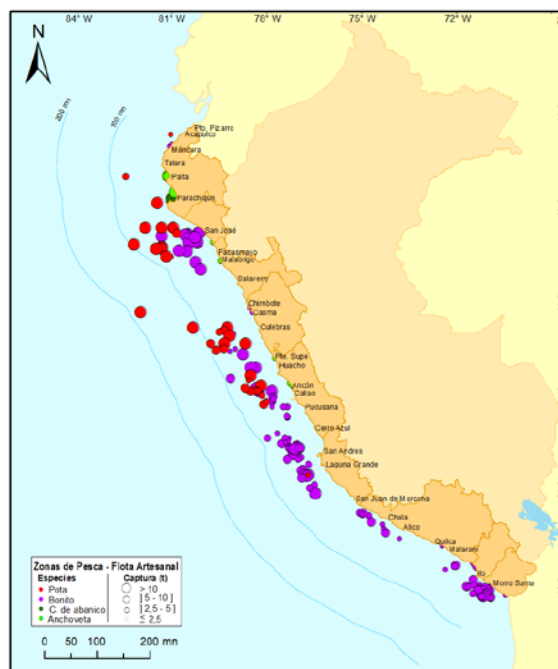 84° W 81° W 76° W 75° W 72° W
N
200 mn
100 mn
Pto. Pizarro
Acapulco
Máncora
Talara
Paita
Parachique
San José
Pacasmayo
Malabrigo
Salaverry
Chimbote
Casma
Culebras
Pto. Supe
Huacho
Ancón
Callao
Pucusana
Cerro Azul
San Andres
Laguna Grande
San Juan de Marcona
Chala
Atico
Quilca
Matarani
Ilo
Morro Sama
Zonas de Pesca - Flota Artesanal
Especies Captura (t)
Pota > 10
Bonito ] 5 - 10 ]
C. de abanico ] 2,5 - 5 ]
Anchoveta ≤ 2,5
0 50 100 200 mn